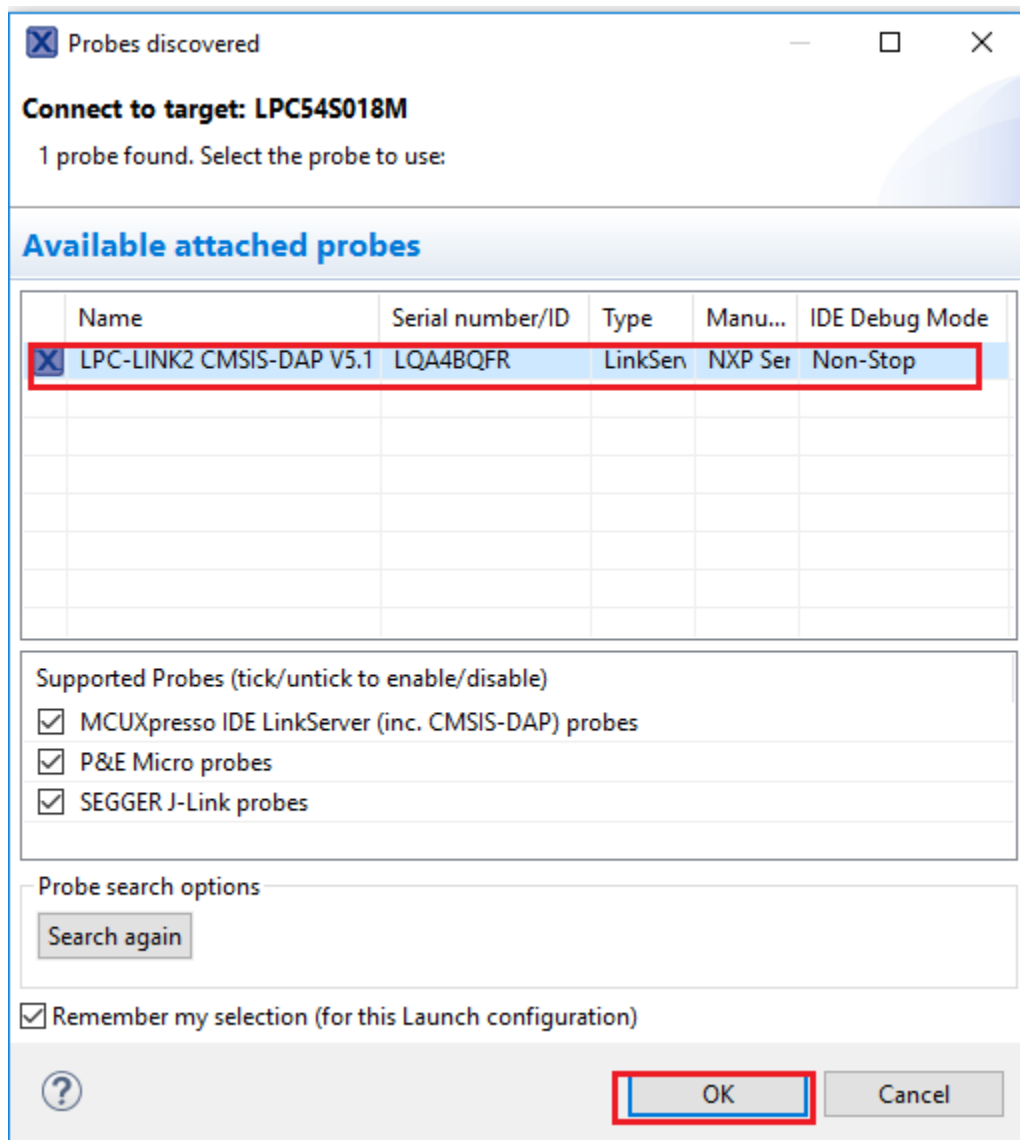 Probes discovered
Connect to target: LPC54S018M
1 probe found. Select the probe to use:
Available attached probes
Name Serial number/ID Type Manu... IDE Debug Mode
LPC-LINK2 CMSIS-DAP V5.1 LQA4BQFR LinkServ NXP Ser Non-Stop
Supported Probes (tick/untick to enable/disable)
MCUXpresso IDE LinkServer (inc. CMSIS-DAP) probes
P&E Micro probes
SEGGER J-Link probes
Probe search options
Search again
Remember my selection (for this Launch configuration)
? OK Cancel